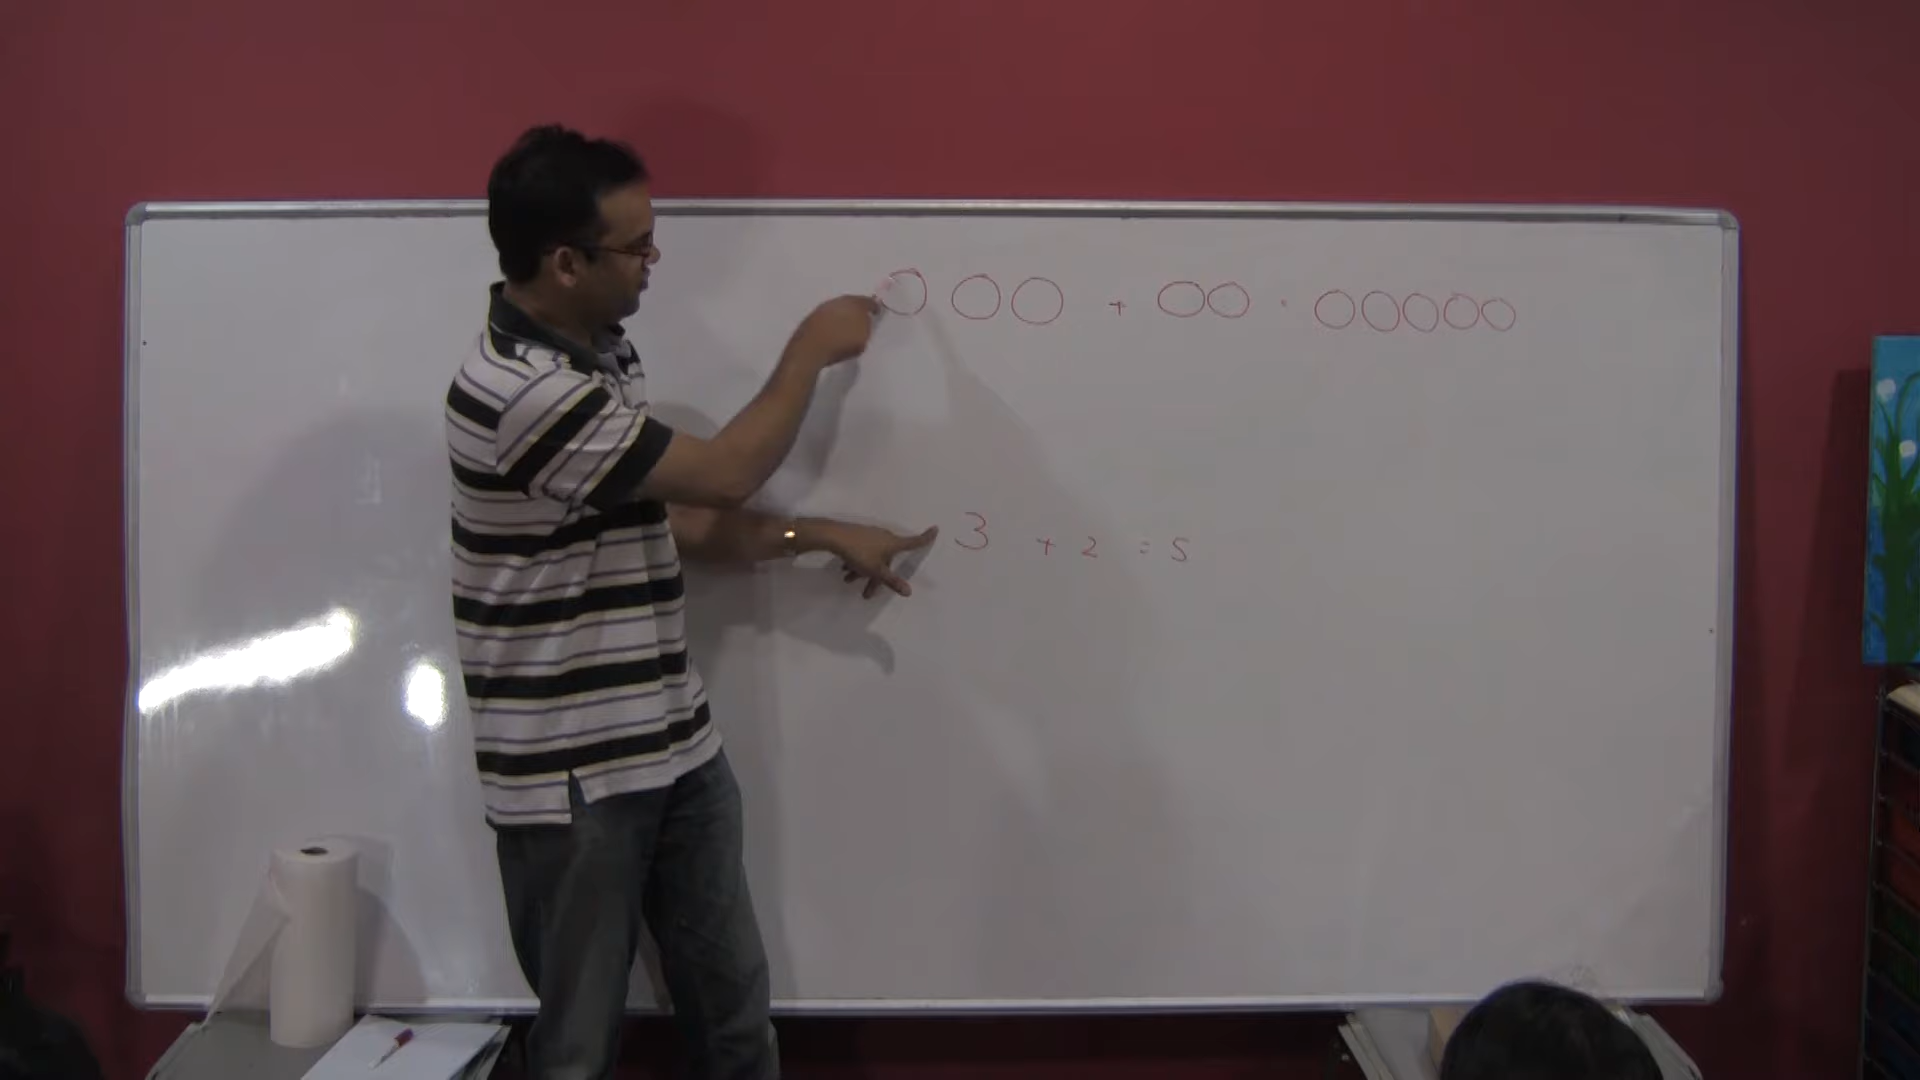 ○ ○ ○ + ○○ · ○○○○○
3 + 2 = 5